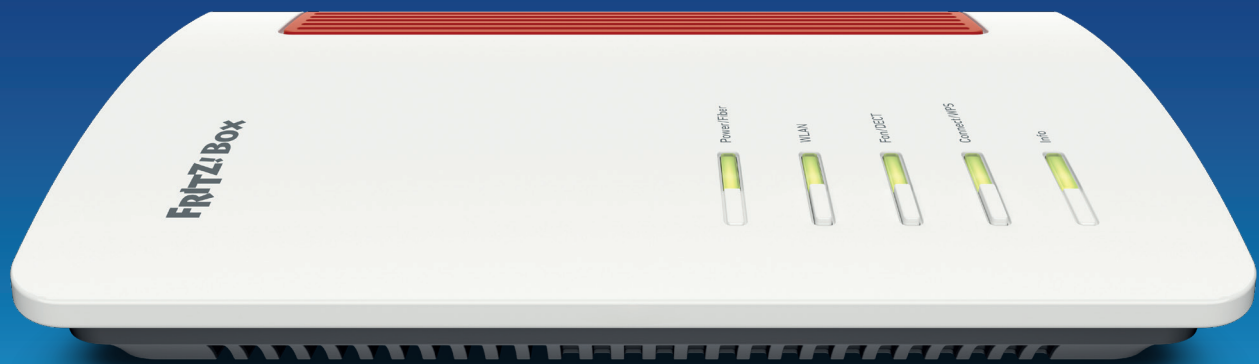 FRITZ!Box
Power/Fiber
WLAN
Fon/DECT
Connect/WPS
Info